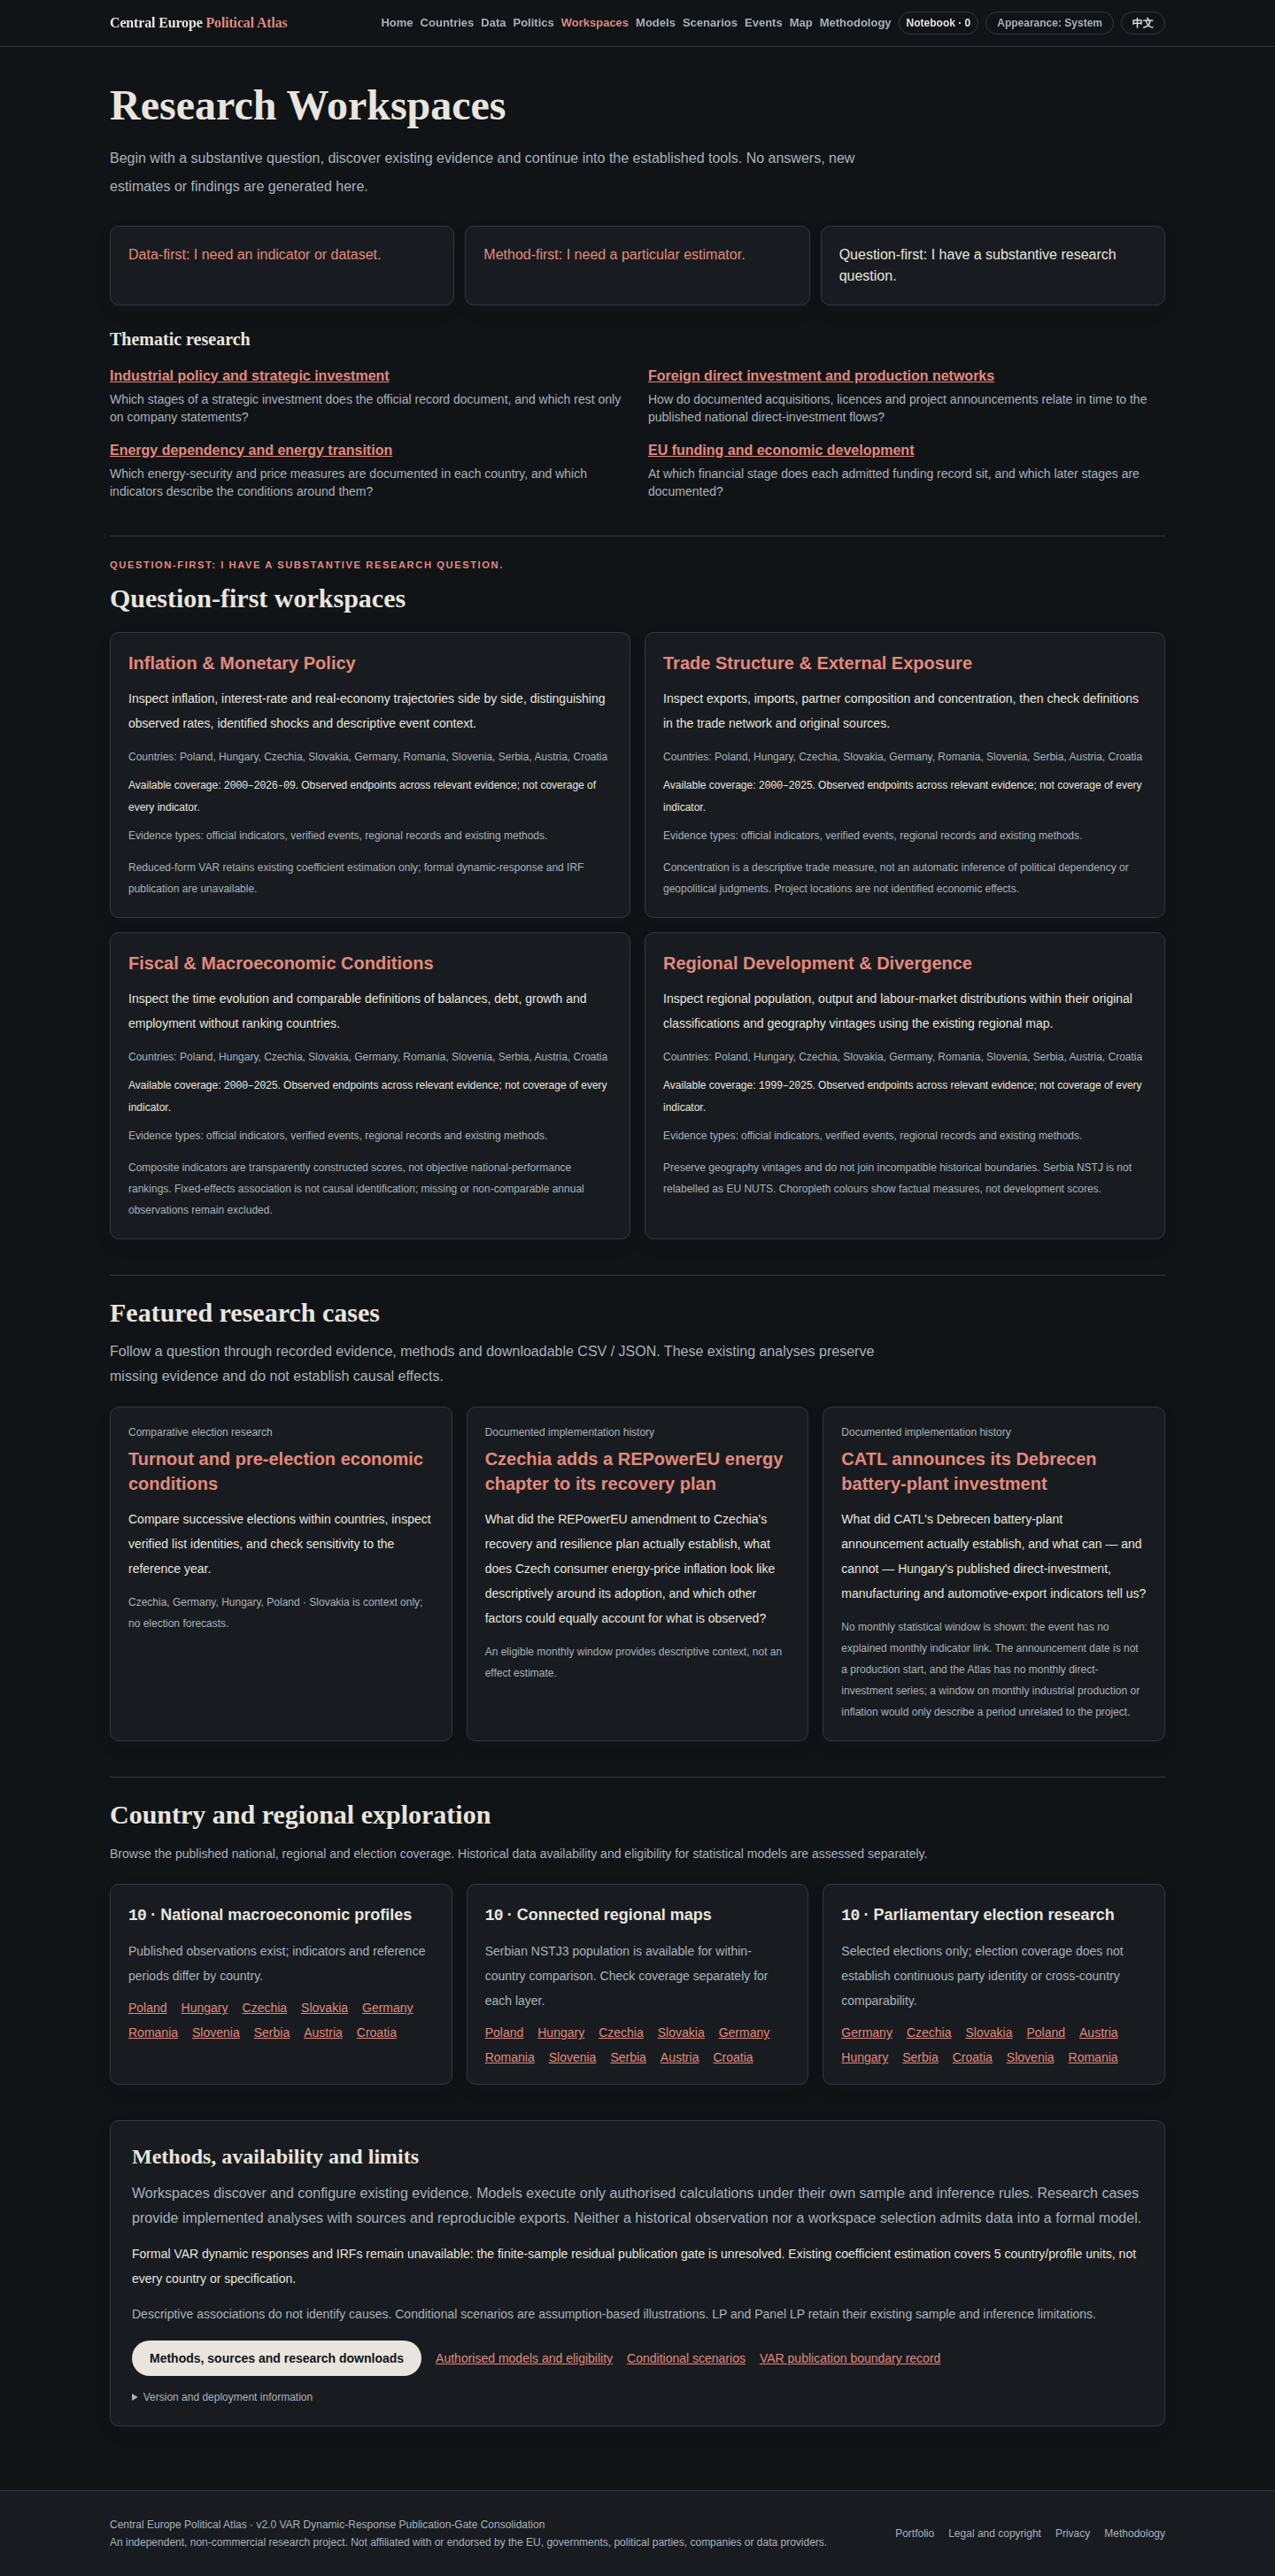 Central Europe Political Atlas
Home Countries Data Politics Workspaces Models Scenarios Events Map Methodology Notebook · 0 Appearance: System 中文
Research Workspaces
Begin with a substantive question, discover existing evidence and continue into the established tools. No answers, new
estimates or findings are generated here.
Data-first: I need an indicator or dataset.
Method-first: I need a particular estimator.
Question-first: I have a substantive research
question.
Thematic research
Industrial policy and strategic investment
Which stages of a strategic investment does the official record document, and which rest only
on company statements?
Foreign direct investment and production networks
How do documented acquisitions, licences and project announcements relate in time to the
published national direct-investment flows?
Energy dependency and energy transition
Which energy-security and price measures are documented in each country, and which
indicators describe the conditions around them?
EU funding and economic development
At which financial stage does each admitted funding record sit, and which later stages are
documented?
QUESTION-FIRST: I HAVE A SUBSTANTIVE RESEARCH QUESTION.
Question-first workspaces
Inflation & Monetary Policy
Inspect inflation, interest-rate and real-economy trajectories side by side, distinguishing
observed rates, identified shocks and descriptive event context.
Countries: Poland, Hungary, Czechia, Slovakia, Germany, Romania, Slovenia, Serbia, Austria, Croatia
Available coverage: 2000–2026-09. Observed endpoints across relevant evidence; not coverage of
every indicator.
Evidence types: official indicators, verified events, regional records and existing methods.
Reduced-form VAR retains existing coefficient estimation only; formal dynamic-response and IRF
publication are unavailable.
Trade Structure & External Exposure
Inspect exports, imports, partner composition and concentration, then check definitions
in the trade network and original sources.
Countries: Poland, Hungary, Czechia, Slovakia, Germany, Romania, Slovenia, Serbia, Austria, Croatia
Available coverage: 2000–2025. Observed endpoints across relevant evidence; not coverage of every
indicator.
Evidence types: official indicators, verified events, regional records and existing methods.
Concentration is a descriptive trade measure, not an automatic inference of political dependency or
geopolitical judgments. Project locations are not identified economic effects.
Fiscal & Macroeconomic Conditions
Inspect the time evolution and comparable definitions of balances, debt, growth and
employment without ranking countries.
Countries: Poland, Hungary, Czechia, Slovakia, Germany, Romania, Slovenia, Serbia, Austria, Croatia
Available coverage: 2000–2025. Observed endpoints across relevant evidence; not coverage of every
indicator.
Evidence types: official indicators, verified events, regional records and existing methods.
Composite indicators are transparently constructed scores, not objective national-performance
rankings. Fixed-effects association is not causal identification; missing or non-comparable annual
observations remain excluded.
Regional Development & Divergence
Inspect regional population, output and labour-market distributions within their original
classifications and geography vintages using the existing regional map.
Countries: Poland, Hungary, Czechia, Slovakia, Germany, Romania, Slovenia, Serbia, Austria, Croatia
Available coverage: 1999–2025. Observed endpoints across relevant evidence; not coverage of every
indicator.
Evidence types: official indicators, verified events, regional records and existing methods.
Preserve geography vintages and do not join incompatible historical boundaries. Serbia NSTJ is not
relabelled as EU NUTS. Choropleth colours show factual measures, not development scores.
Featured research cases
Follow a question through recorded evidence, methods and downloadable CSV / JSON. These existing analyses preserve
missing evidence and do not establish causal effects.
Comparative election research
Turnout and pre-election economic
conditions
Compare successive elections within countries, inspect
verified list identities, and check sensitivity to the
reference year.
Czechia, Germany, Hungary, Poland · Slovakia is context only;
no election forecasts.
Documented implementation history
Czechia adds a REPowerEU energy
chapter to its recovery plan
What did the REPowerEU amendment to Czechia's
recovery and resilience plan actually establish, what
does Czech consumer energy-price inflation look like
descriptively around its adoption, and which other
factors could equally account for what is observed?
An eligible monthly window provides descriptive context, not an
effect estimate.
Documented implementation history
CATL announces its Debrecen
battery-plant investment
What did CATL's Debrecen battery-plant
announcement actually establish, and what can — and
cannot — Hungary's published direct-investment,
manufacturing and automotive-export indicators tell us?
No monthly statistical window is shown: the event has no
explained monthly indicator link. The announcement date is not
a production start, and the Atlas has no monthly direct-
investment series; a window on monthly industrial production or
inflation would only describe a period unrelated to the project.
Country and regional exploration
Browse the published national, regional and election coverage. Historical data availability and eligibility for statistical models are assessed separately.
10 · National macroeconomic profiles
Published observations exist; indicators and reference
periods differ by country.
Poland Hungary Czechia Slovakia Germany
Romania Slovenia Serbia Austria Croatia
10 · Connected regional maps
Serbian NSTJ3 population is available for within-
country comparison. Check coverage separately for
each layer.
Poland Hungary Czechia Slovakia Germany
Romania Slovenia Serbia Austria Croatia
10 · Parliamentary election research
Selected elections only; election coverage does not
establish continuous party identity or cross-country
comparability.
Germany Czechia Slovakia Poland Austria
Hungary Serbia Croatia Slovenia Romania
Methods, availability and limits
Workspaces discover and configure existing evidence. Models execute only authorised calculations under their own sample and inference rules. Research cases
provide implemented analyses with sources and reproducible exports. Neither a historical observation nor a workspace selection admits data into a formal model.
Formal VAR dynamic responses and IRFs remain unavailable: the finite-sample residual publication gate is unresolved. Existing coefficient estimation covers 5 country/profile units, not
every country or specification.
Descriptive associations do not identify causes. Conditional scenarios are assumption-based illustrations. LP and Panel LP retain their existing sample and inference limitations.
Methods, sources and research downloads Authorised models and eligibility Conditional scenarios VAR publication boundary record
Version and deployment information
Central Europe Political Atlas · v2.0 VAR Dynamic-Response Publication-Gate Consolidation
An independent, non-commercial research project. Not affiliated with or endorsed by the EU, governments, political parties, companies or data providers.
Portfolio Legal and copyright Privacy Methodology